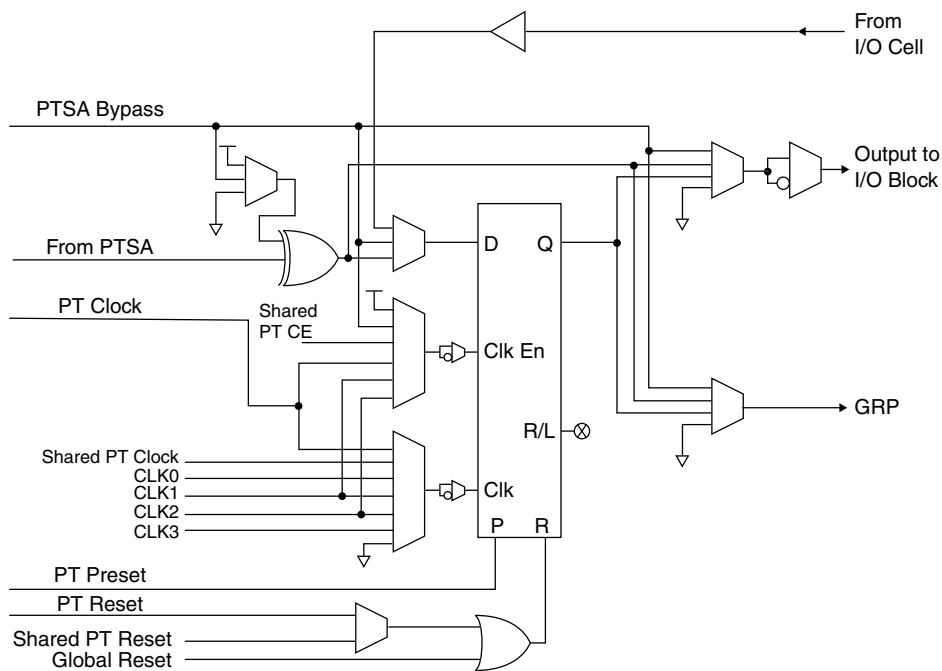 From
I/O Cell
PTSA Bypass
Output to
I/O Block
From PTSA
D
Q
PT Clock
Shared
PT CE
Clk En
GRP
R/L
Shared PT Clock
CLK0
CLK1
CLK2
CLK3
Clk
P
R
PT Preset
PT Reset
Shared PT Reset
Global Reset